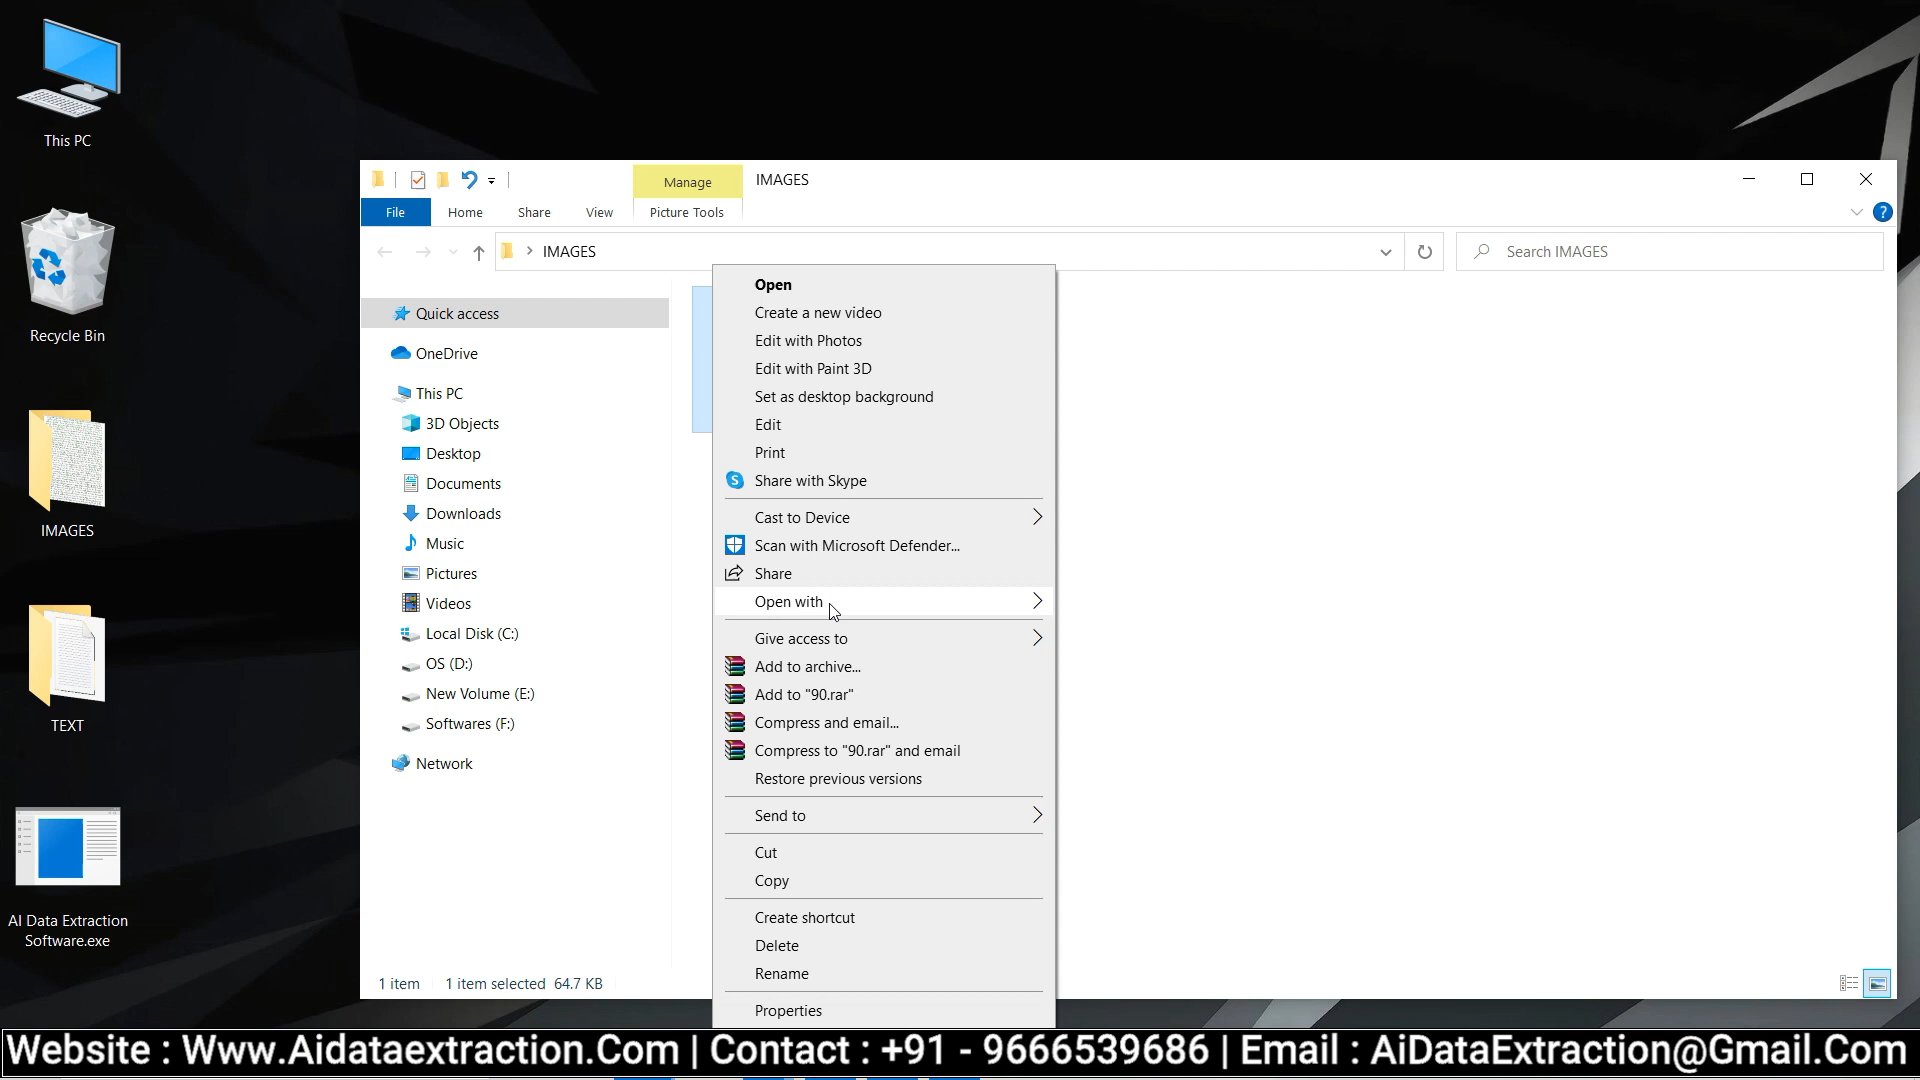 This PC
Recycle Bin
IMAGES
TEXT
AI Data Extraction
Software.exe
Manage
IMAGES
File
Home
Share
View
Picture Tools
IMAGES
Search IMAGES
Quick access
OneDrive
This PC
3D Objects
Desktop
Documents
Downloads
Music
Pictures
Videos
Local Disk (C:)
OS (D:)
New Volume (E:)
Softwares (F:)
Network
Open
Create a new video
Edit with Photos
Edit with Paint 3D
Set as desktop background
Edit
Print
Share with Skype
Cast to Device
Scan with Microsoft Defender...
Share
Open with
Give access to
Add to archive...
Add to "90.rar"
Compress and email...
Compress to "90.rar" and email
Restore previous versions
Send to
Cut
Copy
Create shortcut
Delete
Rename
Properties
1 item 1 item selected 64.7 KB
Website : Www.Aidataextraction.Com | Contact : +91 - 9666539686 | Email : AiDataExtraction@Gmail.Com